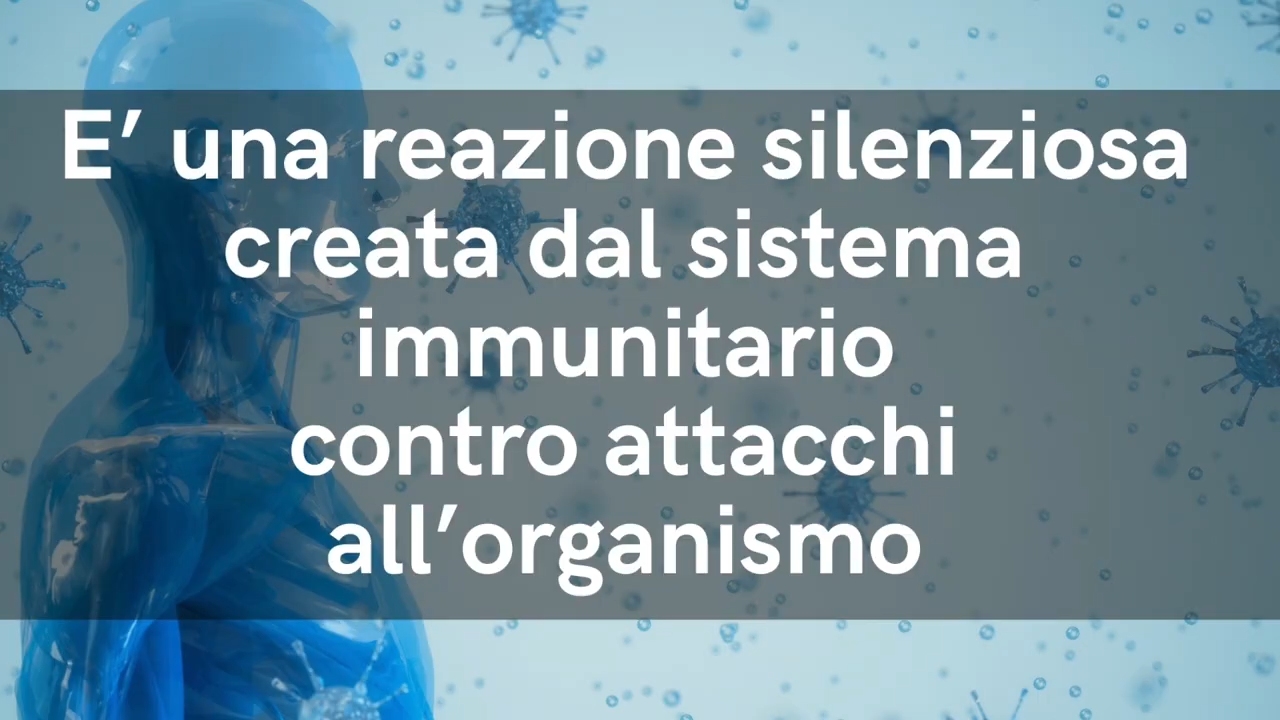 E’ una reazione silenziosa
creata dal sistema
immunitario
contro attacchi
all’organismo